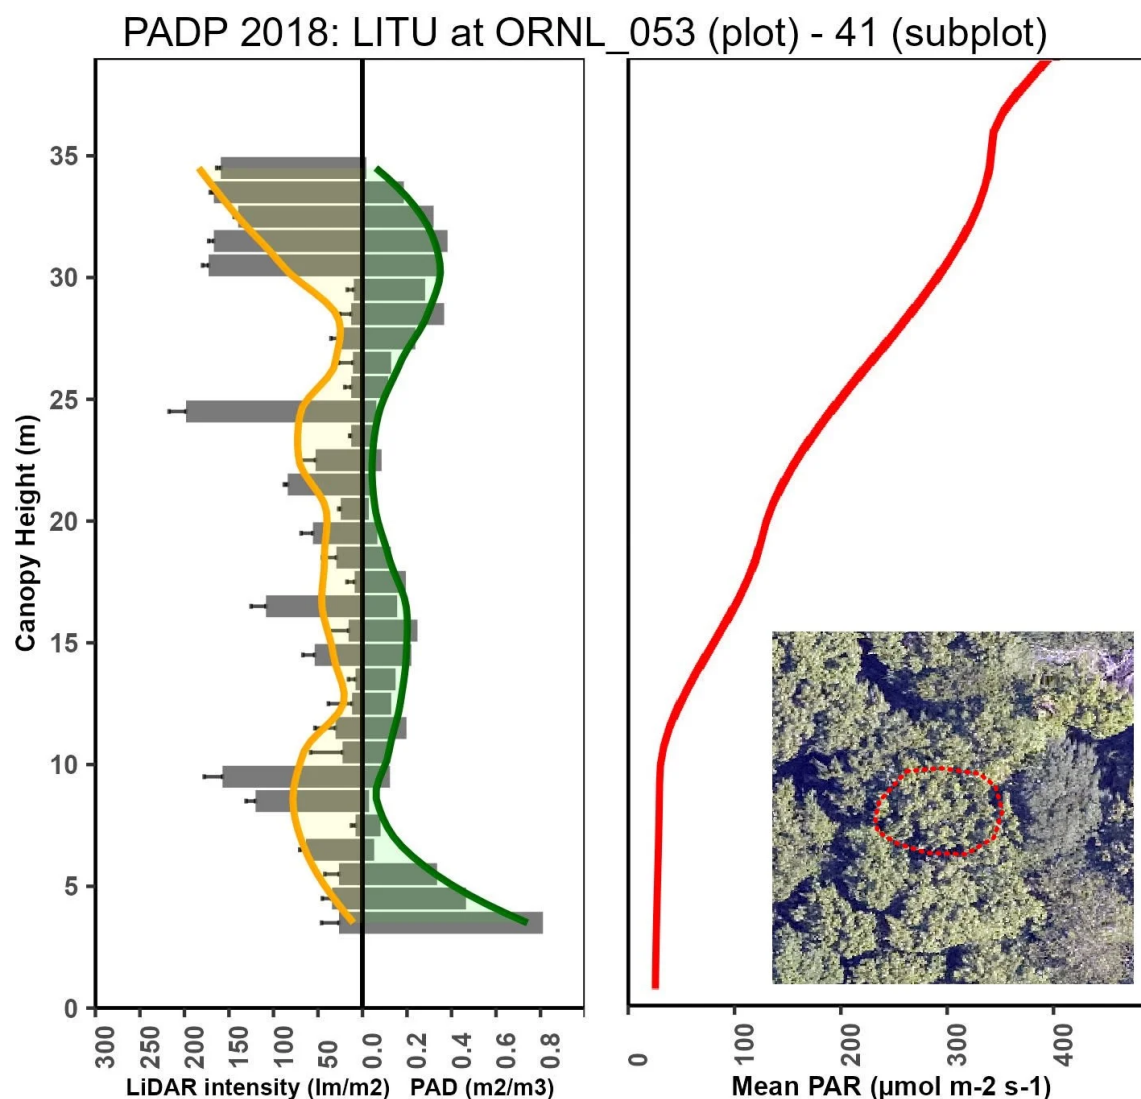 PADP 2018: LITU at ORNL_053 (plot) - 41 (subplot)
Canopy Height (m)
35
30
25
20
15
10
5
0
300 250 200 150 100 50 0.0 0.2 0.4 0.6 0.8
LiDAR intensity (lm/m2) PAD (m2/m3)
0 100 200 300 400
Mean PAR (μmol m-2 s-1)